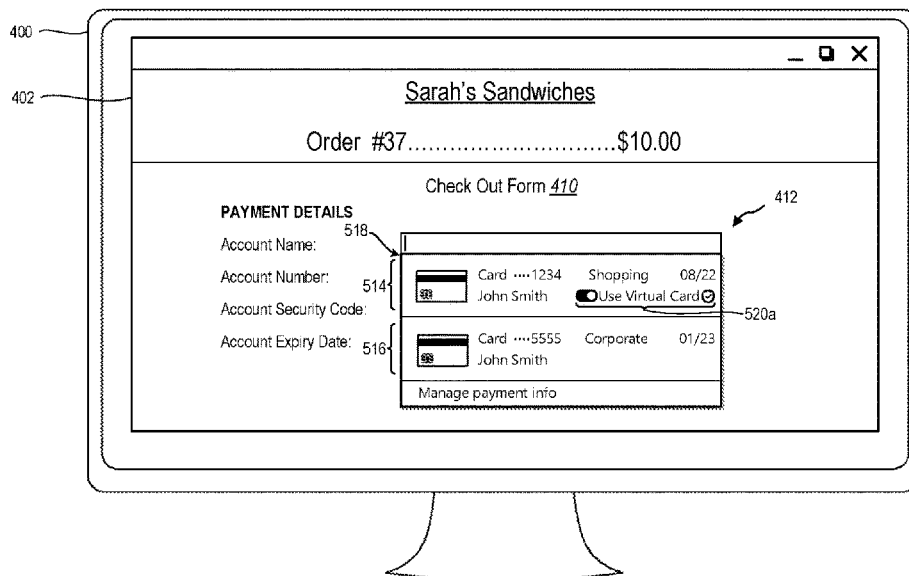 400
402
Sarah's Sandwiches
Order #37..............................$10.00
Check Out Form 410
412
PAYMENT DETAILS
518
Account Name:
Account Number:
514
Card ····1234 Shopping 08/22
John Smith Use Virtual Card
520a
Account Security Code:
Account Expiry Date:
516
Card ····5555 Corporate 01/23
John Smith
Manage payment info